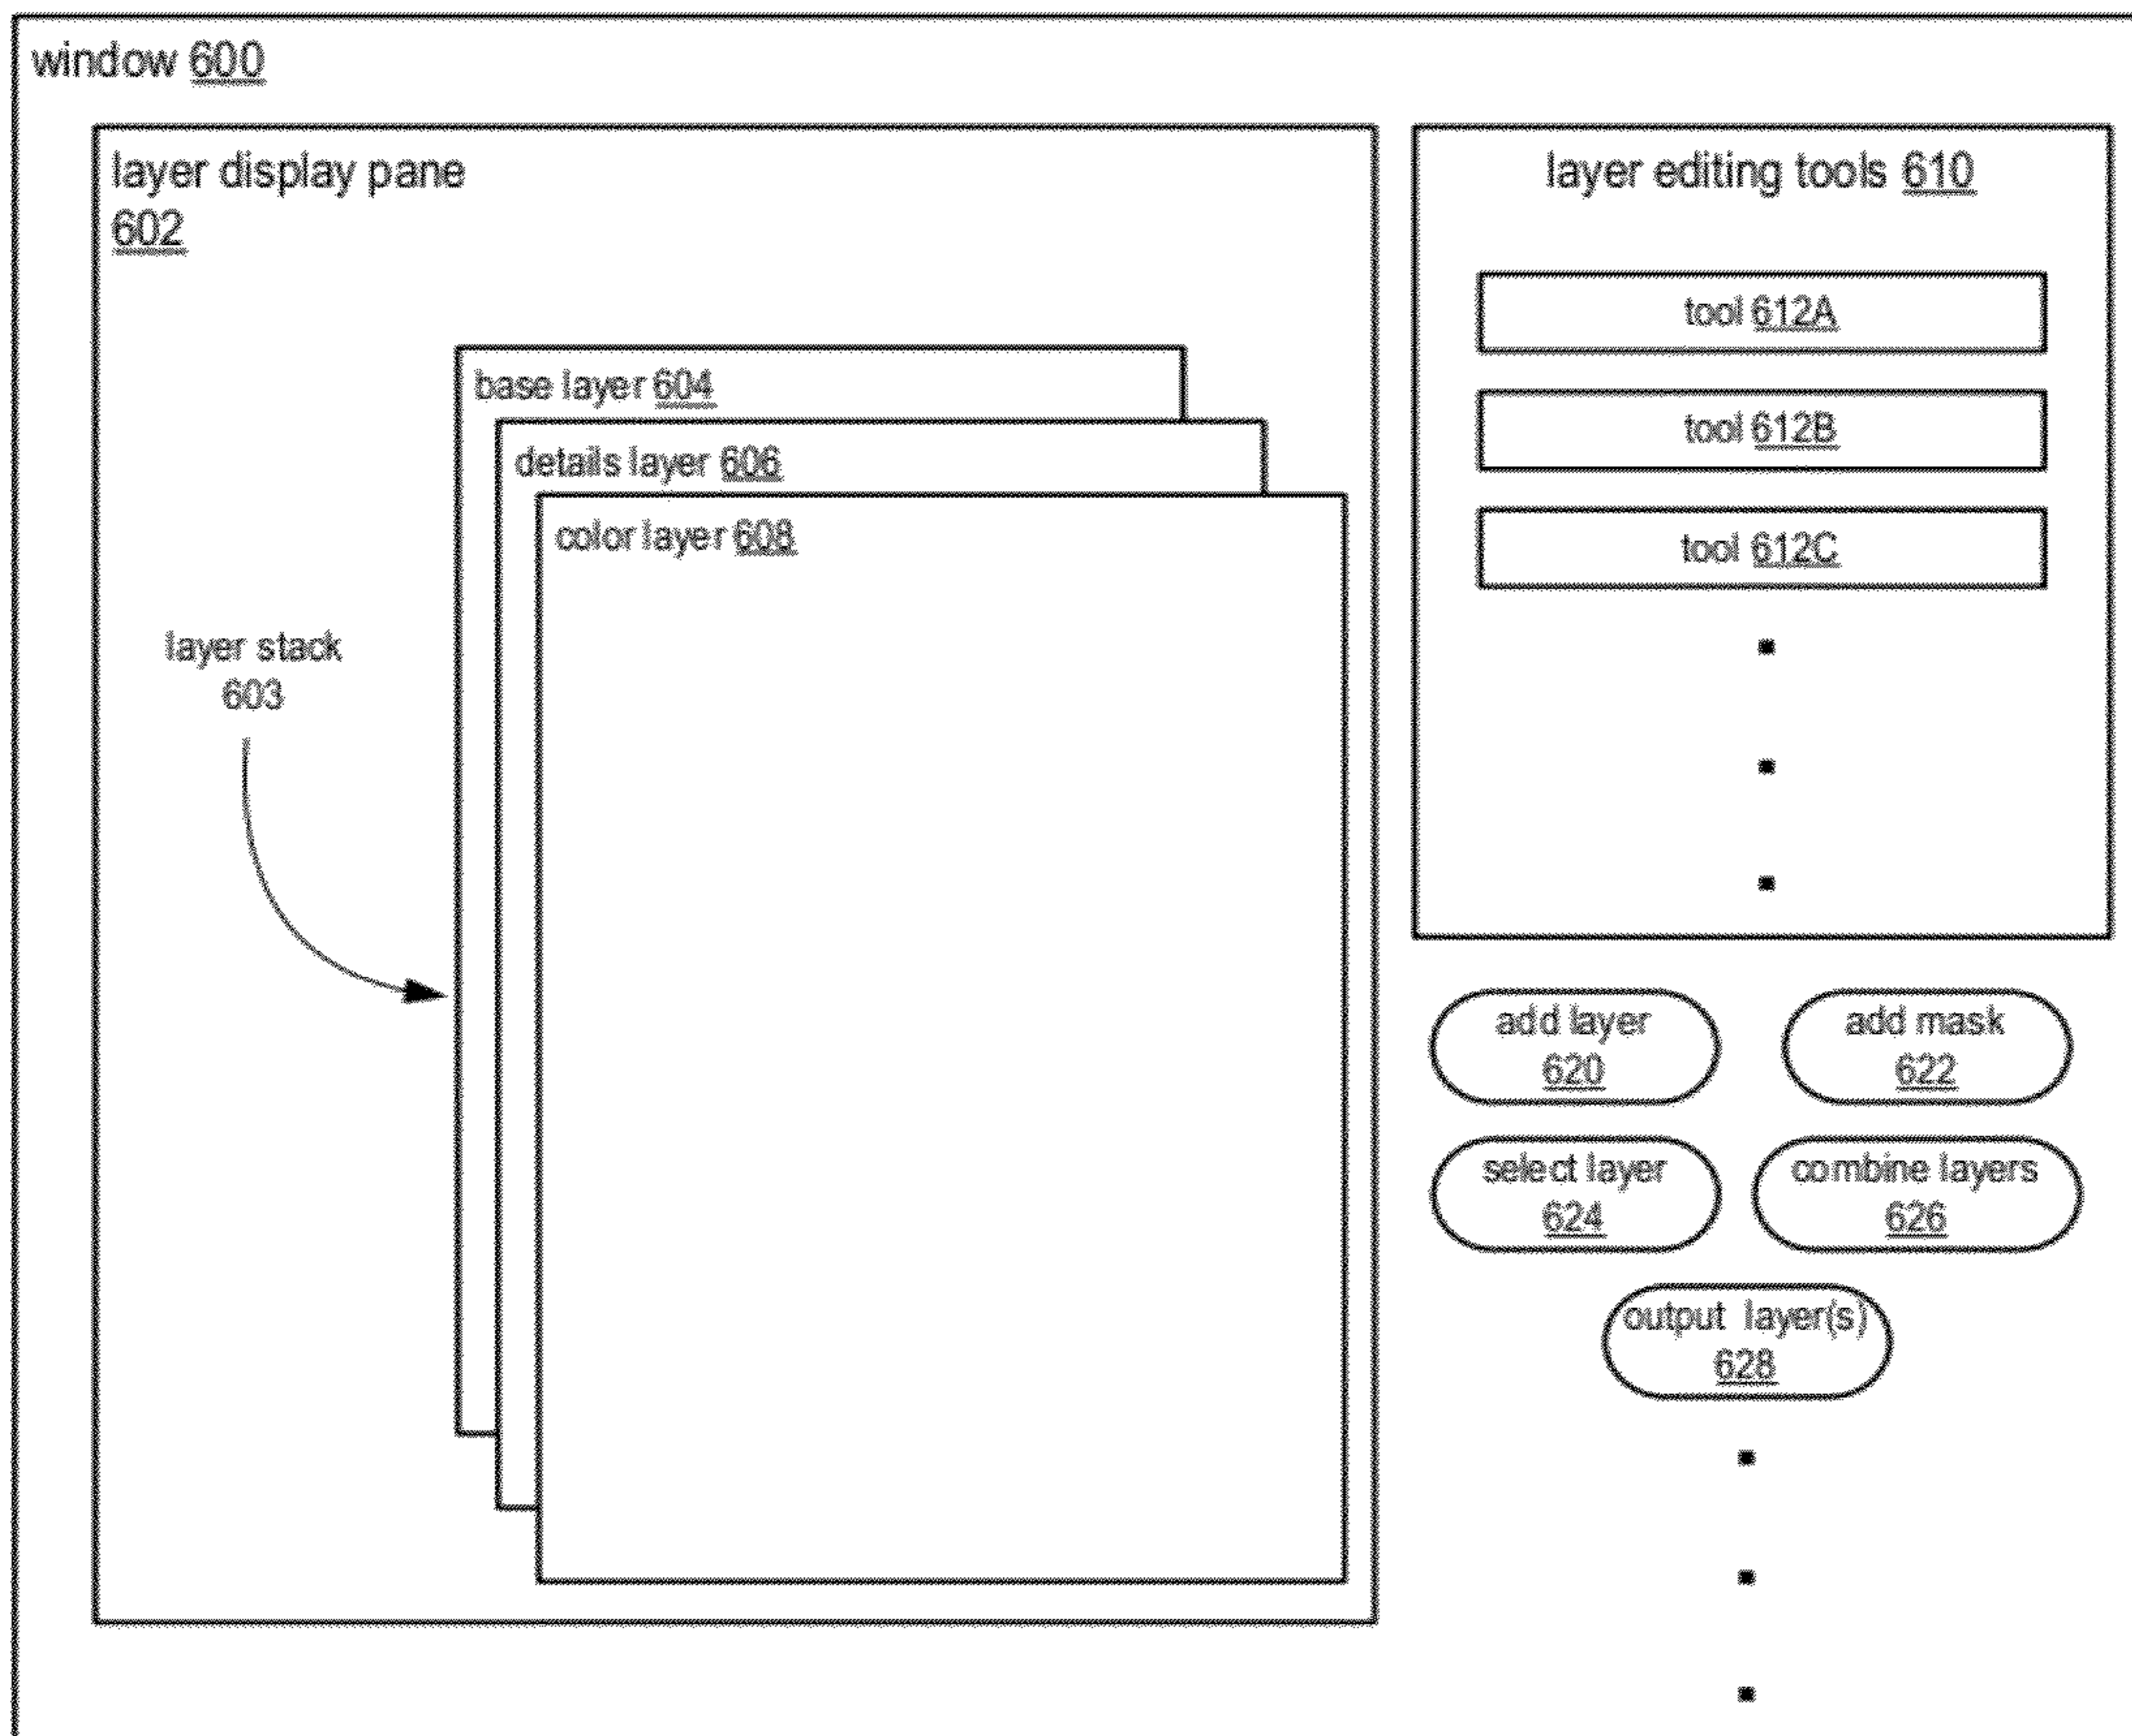 window 600
layer display pane
602
base layer 604
details layer 606
color layer 608
layer stack
603
layer editing tools 610
tool 612A
tool 612B
tool 612C
add layer
620
add mask
622
select layer
624
combine layers
626
output layer(s)
628